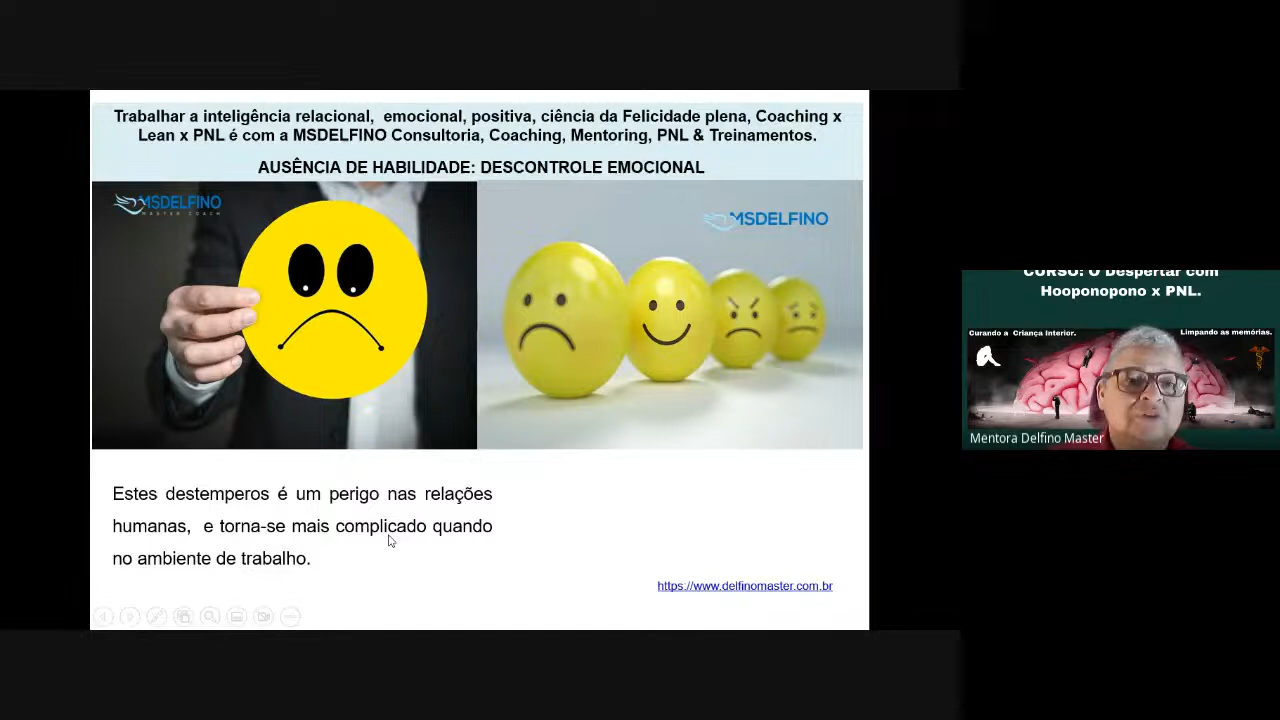 Trabalhar a inteligência relacional, emocional, positiva, ciência da Felicidade plena, Coaching x
Lean x PNL é com a MSDELFINO Consultoria, Coaching, Mentoring, PNL & Treinamentos.
AUSÊNCIA DE HABILIDADE: DESCONTROLE EMOCIONAL
MSDELFINO
MASTER COACH
MSDELFINO
Estes destemperos é um perigo nas relações
humanas, e torna-se mais complicado quando
no ambiente de trabalho.
https://www.delfinomaster.com.br
CURSO: O Despertar com
Hooponopono x PNL.
Curando a Criança Interior.
Limpando as memórias.
Mentora Delfino Master